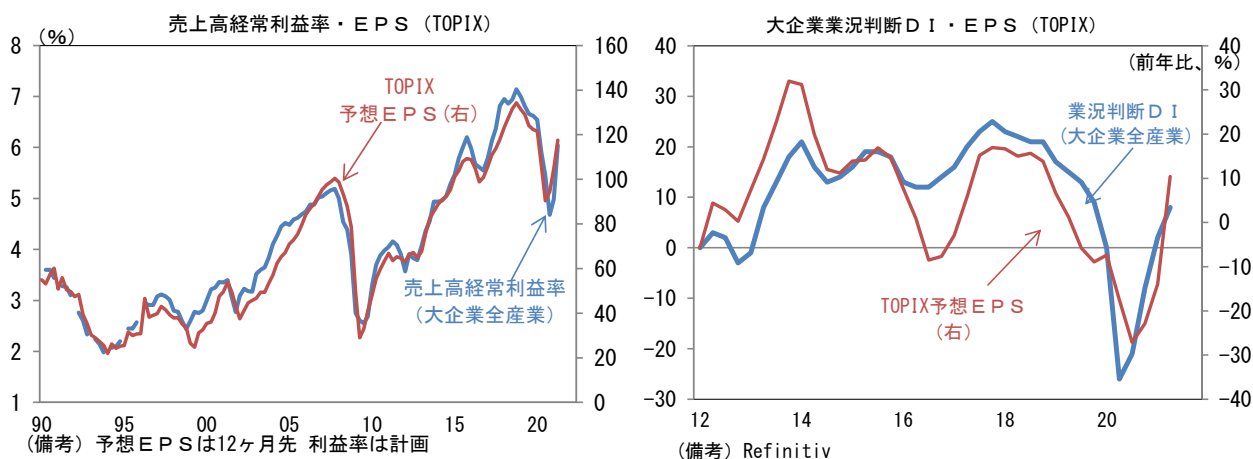 売上高経常利益率・ＥＰＳ（TOPIX）
（％）
8
7
6
5
4
3
2
1
160
140
120
100
80
60
40
20
0
TOPIX
予想ＥＰＳ（右）
売上高経常利益率
（大企業全産業）
90 95 00 05 10 15 20
（備考）予想ＥＰＳは12ヶ月先 利益率は計画
大企業業況判断ＤＩ・ＥＰＳ（TOPIX）
（前年比、％）
40
30
20
10
0
-10
-20
-30
40
30
20
10
0
-10
-20
-30
-40
業況判断ＤＩ
（大企業全産業）
TOPIX予想ＥＰＳ
（右）
12 14 16 18 20
（備考）Refinitiv